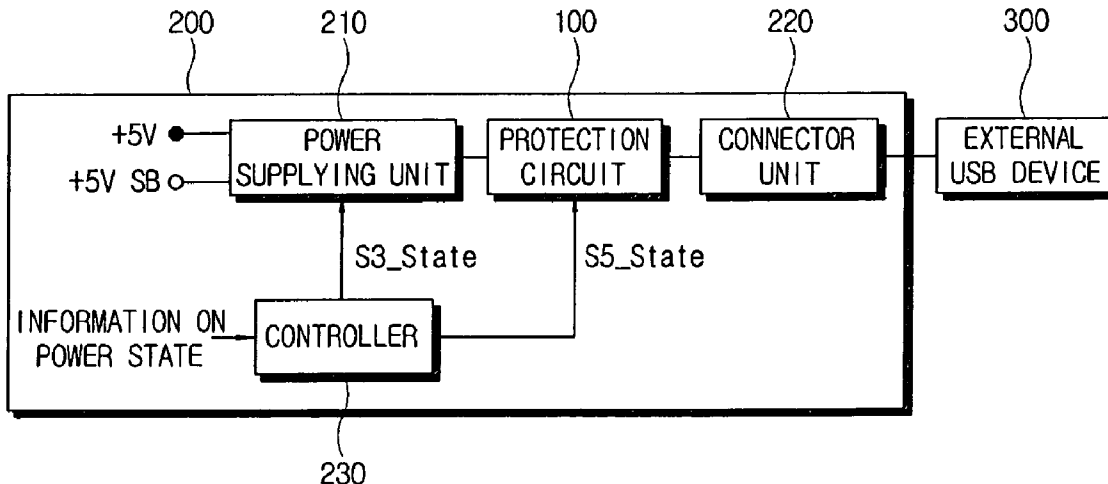 200 210 100 220 300
+5V
+5V SB
POWER
SUPPLYING UNIT
PROTECTION
CIRCUIT
CONNECTOR
UNIT
EXTERNAL
USB DEVICE
S3_State
S5_State
INFORMATION ON
POWER STATE
CONTROLLER
230